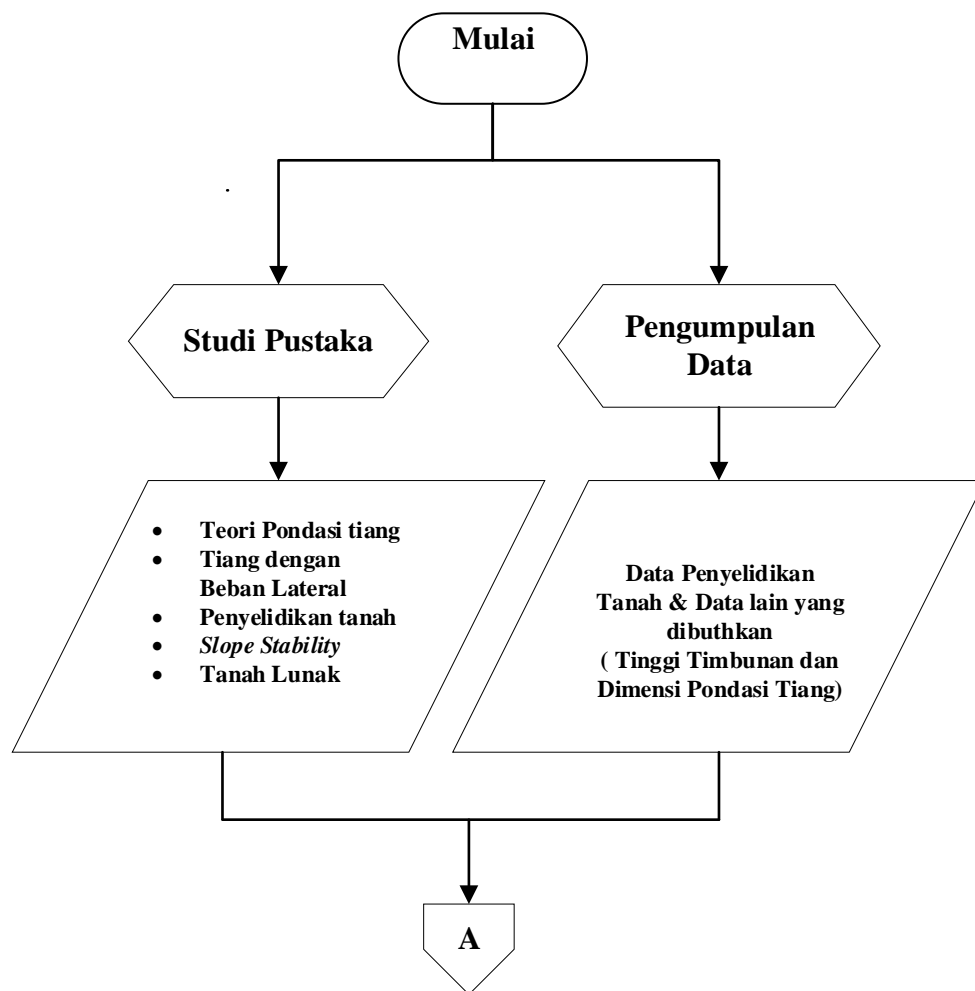 Mulai
Studi Pustaka
Pengumpulan
Data
• Teori Pondasi tiang
• Tiang dengan
Beban Lateral
• Penyelidikan tanah
• Slope Stability
• Tanah Lunak
Data Penyelidikan
Tanah & Data lain yang
dibuthkan
( Tinggi Timbunan dan
Dimensi Pondasi Tiang)
A